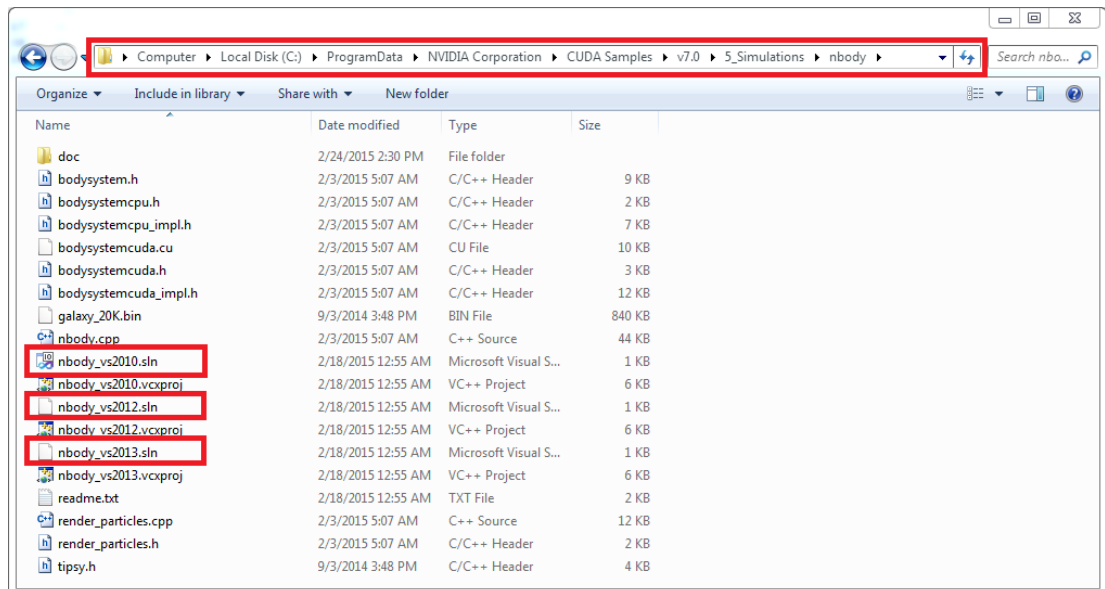 Computer Local Disk (C:) ProgramData NVIDIA Corporation CUDA Samples v7.0 5_Simulations nbody Search nbo...
Organize Include in library Share with New folder
Name Date modified Type Size
doc 2/24/2015 2:30 PM File folder
bodysystem.h 2/3/2015 5:07 AM C/C++ Header 9 KB
bodysystemcpu.h 2/3/2015 5:07 AM C/C++ Header 2 KB
bodysystemcpu_impl.h 2/3/2015 5:07 AM C/C++ Header 7 KB
bodysystemcuda.cu 2/3/2015 5:07 AM CU File 10 KB
bodysystemcuda.h 2/3/2015 5:07 AM C/C++ Header 3 KB
bodysystemcuda_impl.h 2/3/2015 5:07 AM C/C++ Header 12 KB
galaxy_20K.bin 9/3/2014 3:48 PM BIN File 840 KB
nbody.cpp 2/3/2015 5:07 AM C++ Source 44 KB
nbody_vs2010.sln 2/18/2015 12:55 AM Microsoft Visual S... 1 KB
nbody_vs2010.vcxproj 2/18/2015 12:55 AM VC++ Project 6 KB
nbody_vs2012.sln 2/18/2015 12:55 AM Microsoft Visual S... 1 KB
nbody_vs2012.vcxproj 2/18/2015 12:55 AM VC++ Project 6 KB
nbody_vs2013.sln 2/18/2015 12:55 AM Microsoft Visual S... 1 KB
nbody_vs2013.vcxproj 2/18/2015 12:55 AM VC++ Project 6 KB
readme.txt 2/18/2015 12:55 AM TXT File 2 KB
render_particles.cpp 2/3/2015 5:07 AM C++ Source 12 KB
render_particles.h 2/3/2015 5:07 AM C/C++ Header 2 KB
tipsy.h 9/3/2014 3:48 PM C/C++ Header 4 KB